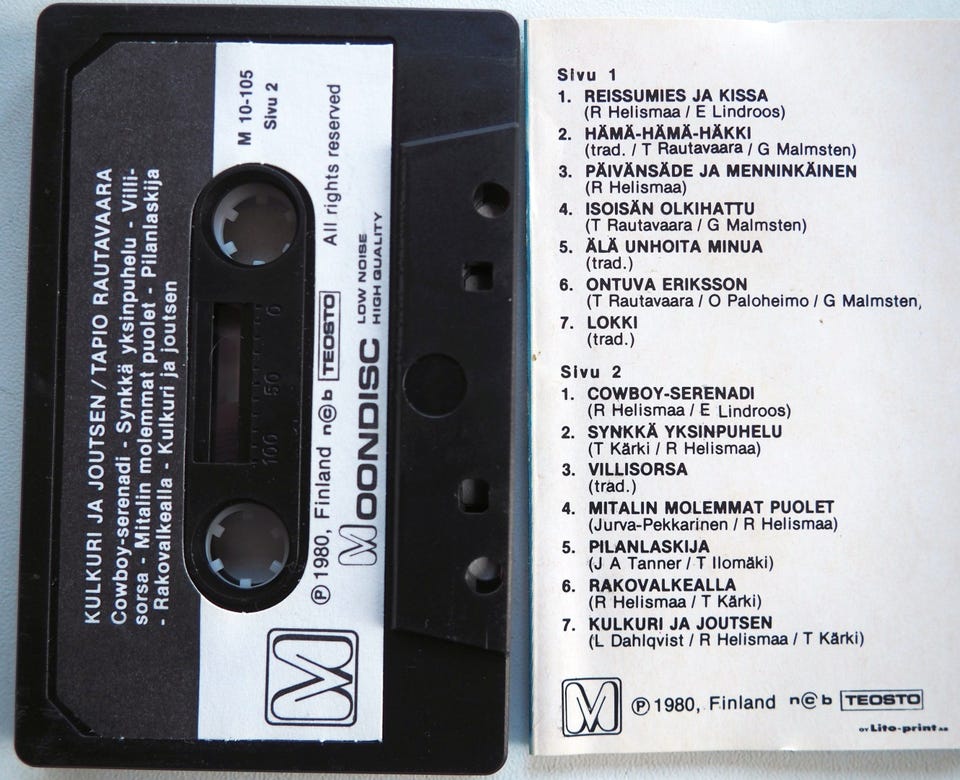 KULKURI JA JOUTSEN / TAPIO RAUTAVAARA
Cowboy-serenadi - Synkkä yksinpuhelu - Villi-
sorsa - Mitalin molemmat puolet - Pilanlaskija
- Rakovalkealla - Kulkuri ja joutsen
M 10-105
Sivu 2
100 50 0
All rights reserved
℗ 1980, Finland n©b TEOSTO
MOONDISC LOW NOISE
HIGH QUALITY
Sivu 1
1. REISSUMIES JA KISSA
(R Helismaa / E Lindroos)
2. HÄMÄ-HÄMÄ-HÄKKI
(trad. / T Rautavaara / G Malmsten)
3. PÄIVÄNSÄDE JA MENNINKÄINEN
(R Helismaa)
4. ISOISÄN OLKIHATTU
(T Rautavaara / G Malmsten)
5. ÄLÄ UNHOITA MINUA
(trad.)
6. ONTUVA ERIKSSON
(T Rautavaara / O Paloheimo / G Malmsten,
7. LOKKI
(trad.)
Sivu 2
1. COWBOY-SERENADI
(R Helismaa / E Lindroos)
2. SYNKKÄ YKSINPUHELU
(T Kärki / R Helismaa)
3. VILLISORSA
(trad.)
4. MITALIN MOLEMMAT PUOLET
(Jurva-Pekkarinen / R Helismaa)
5. PILANLASKIJA
(J A Tanner / T Ilomäki)
6. RAKOVALKEALLA
(R Helismaa / T Kärki)
7. KULKURI JA JOUTSEN
(L Dahlqvist / R Helismaa / T Kärki)
M ℗ 1980, Finland n©b TEOSTO
OY Lito-print AB